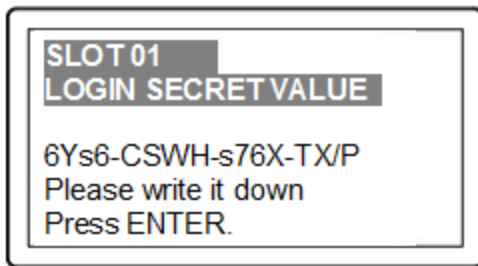 SLOT 01
LOGIN SECRET VALUE
6Ys6-CSWH-s76X-TX/P
Please write it down
Press ENTER.